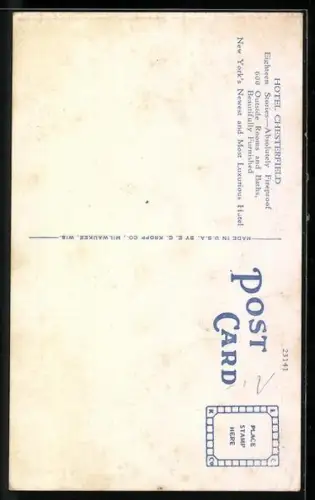 HOTEL CHESTERFIELD
Eighteen Stories—Absolutely Fireproof
600 Outside Rooms and Baths,
Beautifully Furnished
New York's Newest and Most Luxurious Hotel
MADE IN U.S.A. BY E. C. KROPP CO., MILWAUKEE, WIS.
POST
CARD
23143
PLACE
STAMP
HERE